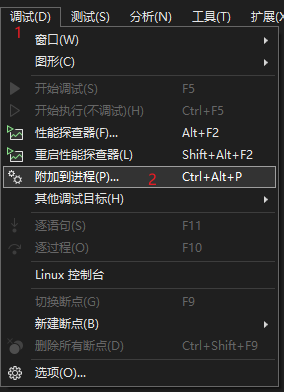 调试(D) 测试(S) 分析(N) 工具(T) 扩展(X
1
窗口(W)
图形(C)
开始调试(S) F5
开始执行(不调试)(H) Ctrl+F5
性能探查器(F)... Alt+F2
重启性能探查器(L) Shift+Alt+F2
附加到进程(P)... 2 Ctrl+Alt+P
其他调试目标(H)
逐语句(S) F11
逐过程(O) F10
Linux 控制台
切换断点(G) F9
新建断点(B)
删除所有断点(D) Ctrl+Shift+F9
选项(O)...